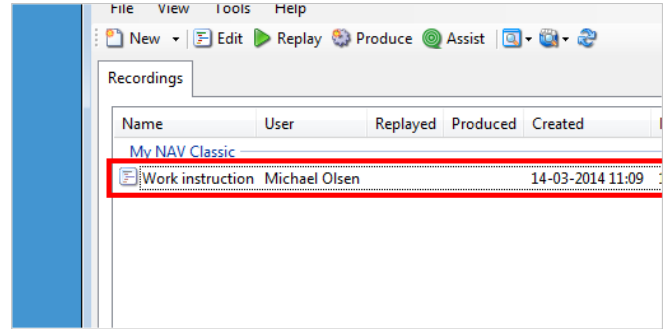 File View Tools Help
New Edit Replay Produce Assist
Recordings
Name User Replayed Produced Created
My NAV Classic
Work instruction Michael Olsen 14-03-2014 11:09